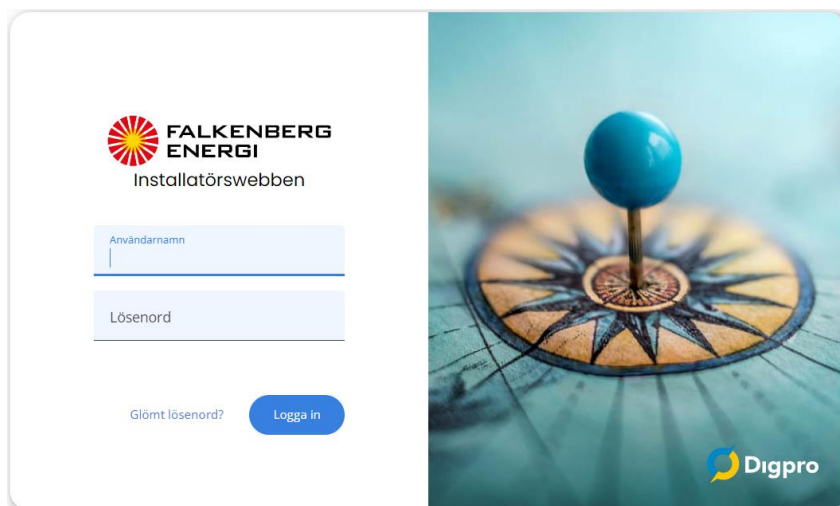 FALKENBERG
ENERGI
Installatörswebben
Användarnamn
Lösenord
Glömt lösenord?
Logga in
Digpro